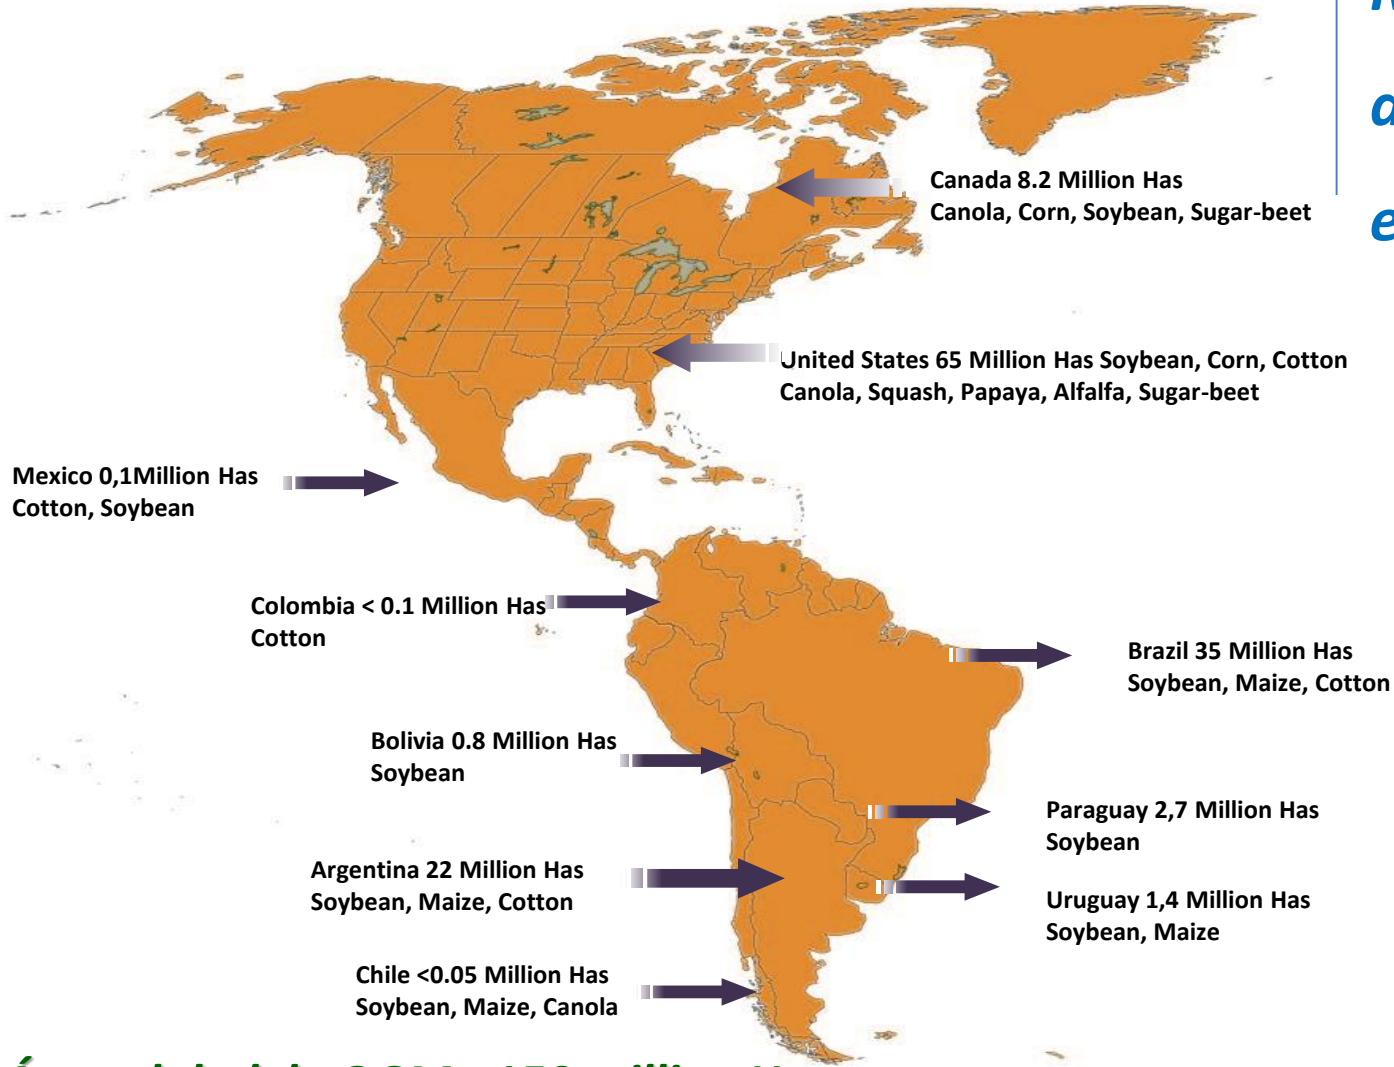 Canada 8.2 Million Has
Canola, Corn, Soybean, Sugar-beet
United States 65 Million Has Soybean, Corn, Cotton
Canola, Squash, Papaya, Alfalfa, Sugar-beet
Mexico 0,1Million Has
Cotton, Soybean
Colombia < 0.1 Million Has
Cotton
Brazil 35 Million Has
Soybean, Maize, Cotton
Bolivia 0.8 Million Has
Soybean
Paraguay 2,7 Million Has
Soybean
Argentina 22 Million Has
Soybean, Maize, Cotton
Uruguay 1,4 Million Has
Soybean, Maize
Chile <0.05 Million Has
Soybean, Maize, Canola